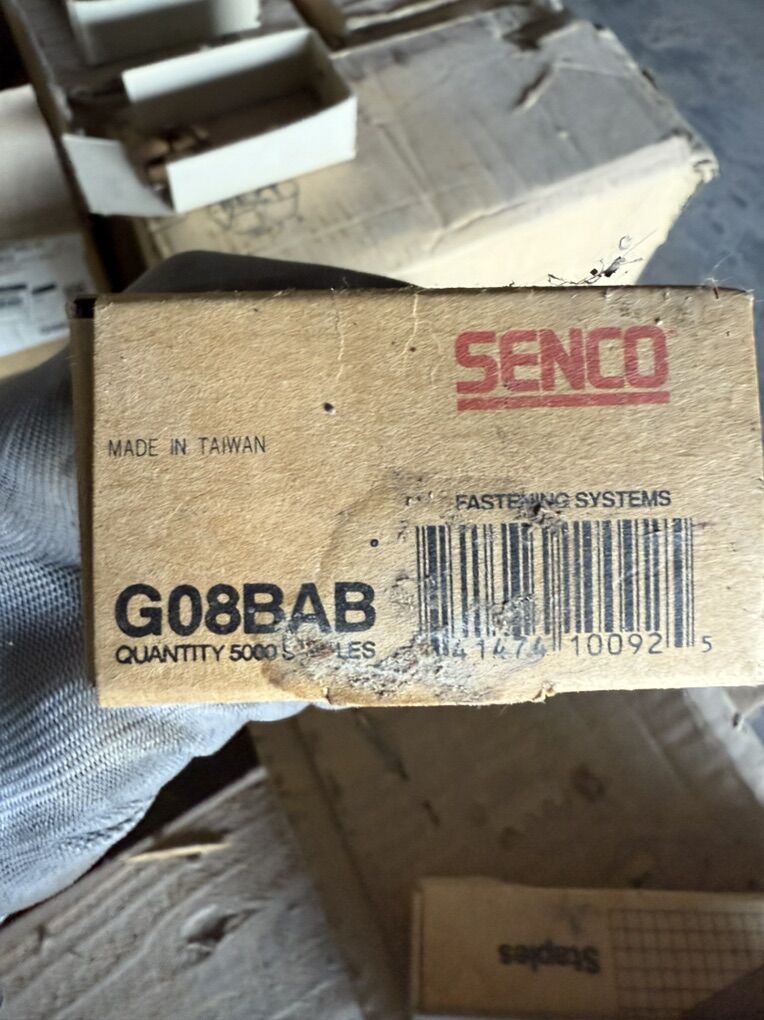 SENCO
MADE IN TAIWAN
FASTENING SYSTEMS
G08BAB
QUANTITY 5000
41474 10092 5
Staples